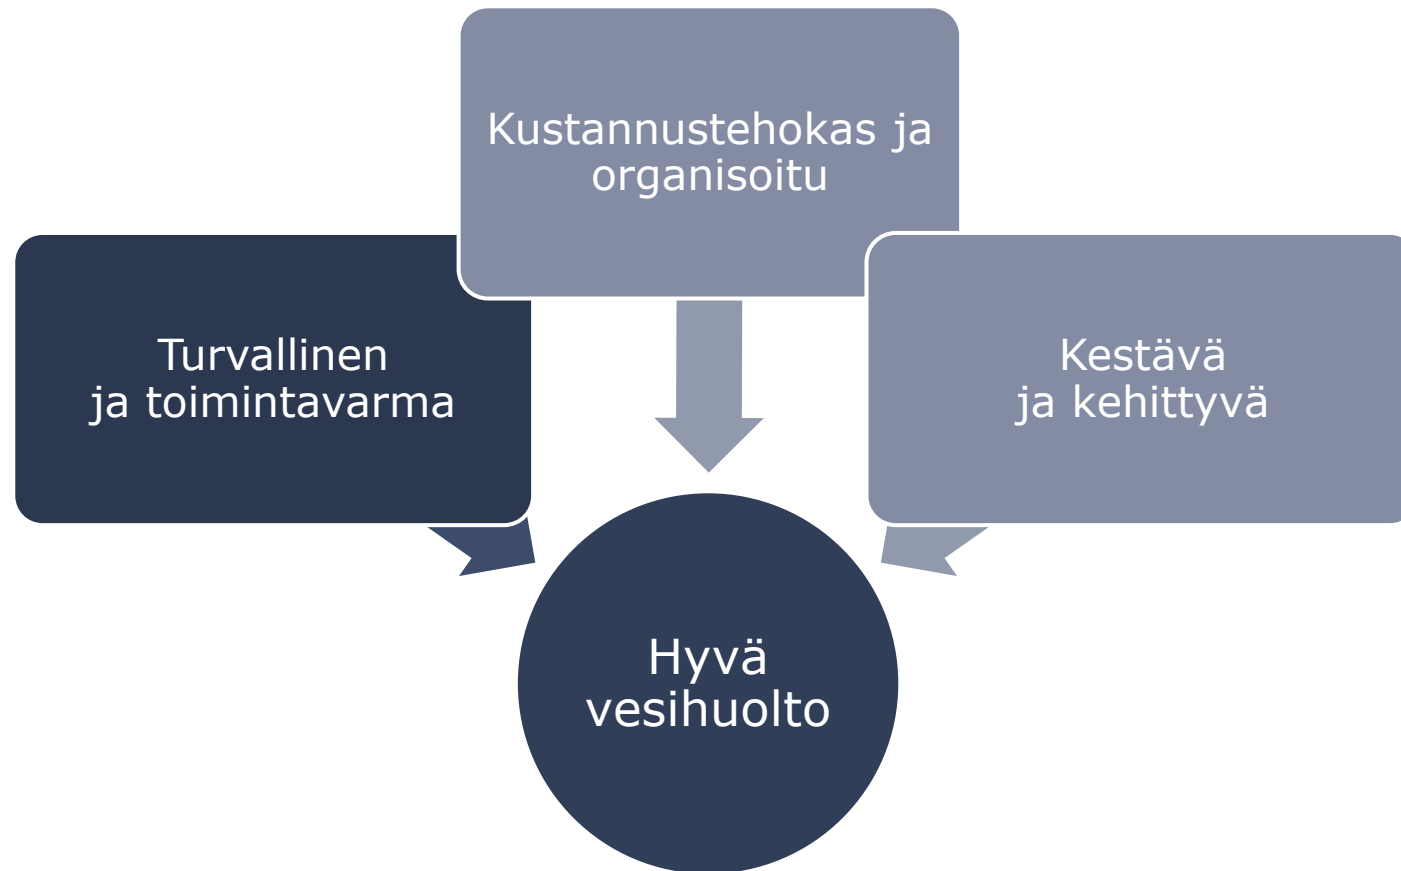 Kustannustehokas ja
organisoitu
Turvallinen
ja toimintavarma
Kestävä
ja kehittyvä
Hyvä
vesihuolto